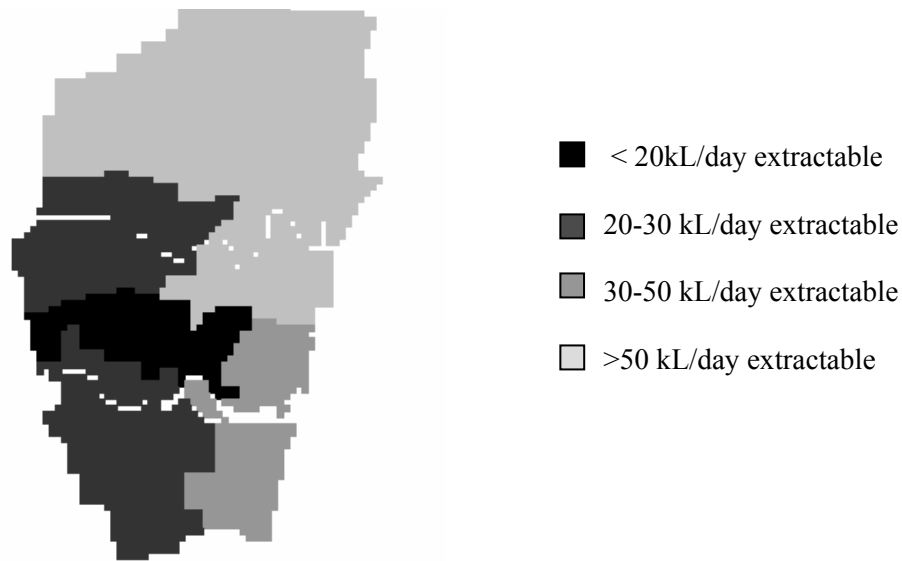 < 20kL/day extractable
20-30 kL/day extractable
30-50 kL/day extractable
>50 kL/day extractable